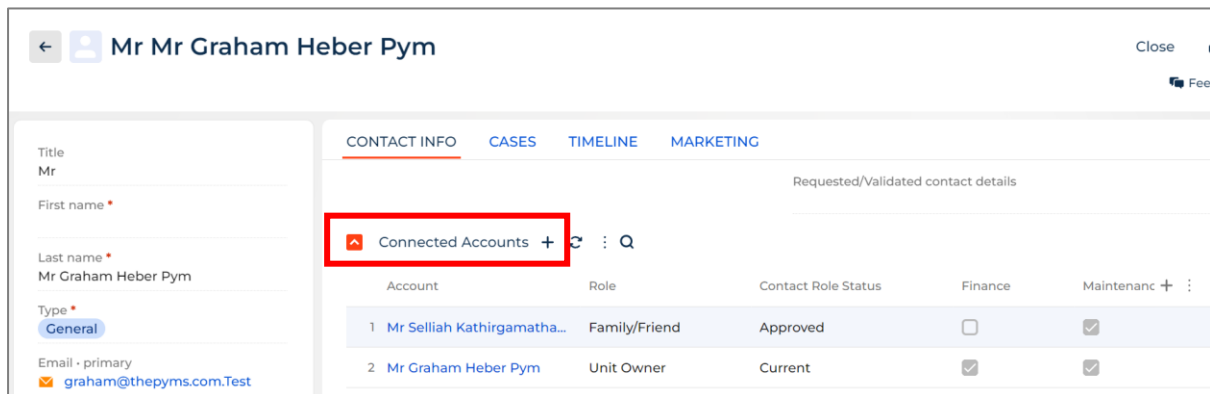 Mr Mr Graham Heber Pym
Close
Fee
Title
Mr
First name *
Last name *
Mr Graham Heber Pym
Type *
General
Email • primary
graham@thepyms.com.Test
CONTACT INFO CASES TIMELINE MARKETING
Requested/Validated contact details
Connected Accounts
Account Role Contact Role Status Finance Maintenanc
1 Mr Selliah Kathirgamatha... Family/Friend Approved
2 Mr Graham Heber Pym Unit Owner Current